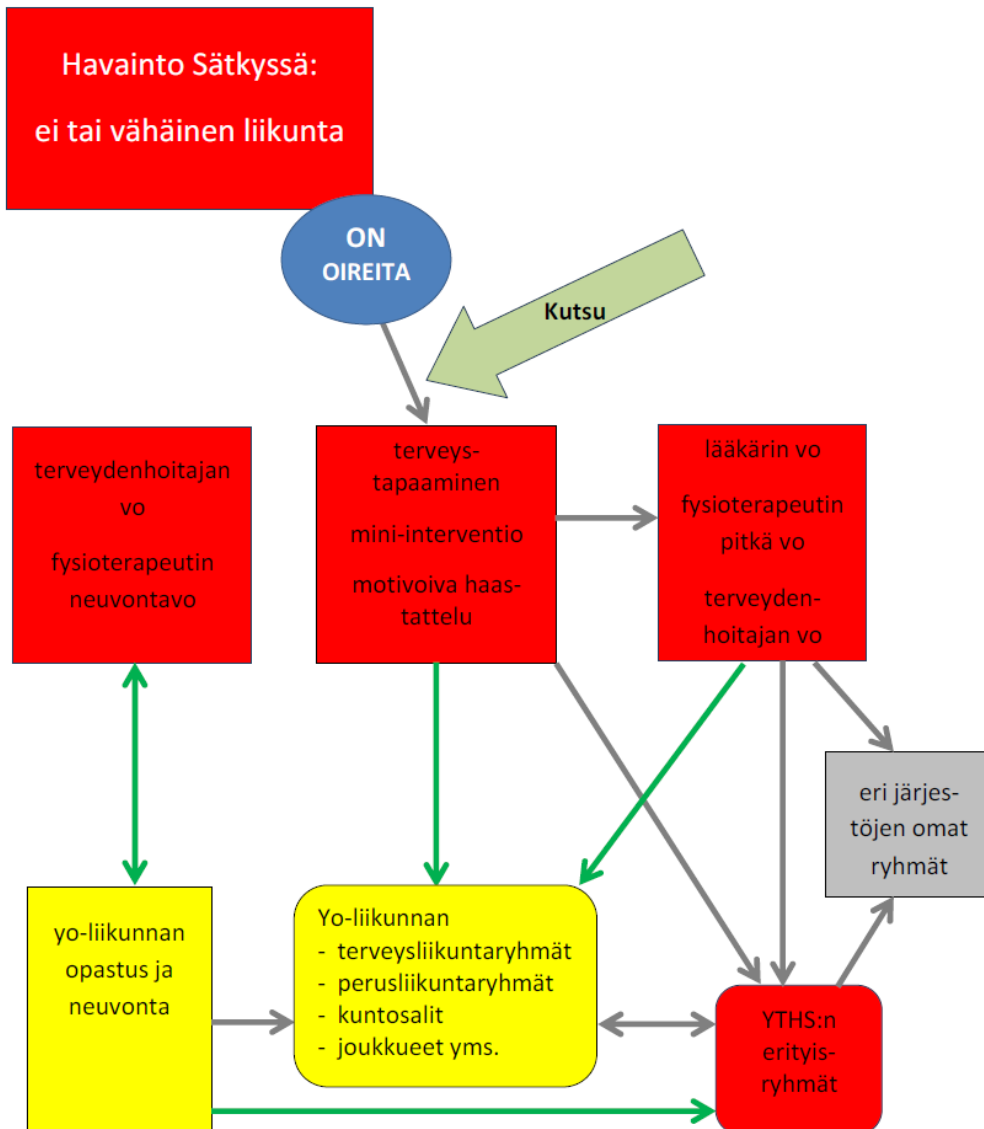 Havainto Sätkyssä:
ei tai vähäinen liikunta
ON
OIREITA
Kutsu
terveydenhoitajan
vo
fysioterapeutin
neuvontavo
terveys-
tapaaminen
mini-interventio
motivoiva haas-
tattelu
lääkärin vo
fysioterapeutin
pitkä vo
terveyden-
hoitajan vo
eri järjes-
töjen omat
ryhmät
yo-liikunnan
opastus ja
neuvonta
Yo-liikunnan
- terveysliikuntaryhmät
- perusliikuntaryhmät
- kuntosalit
- joukkueet yms.
YTHS:n
erityis-
ryhmät